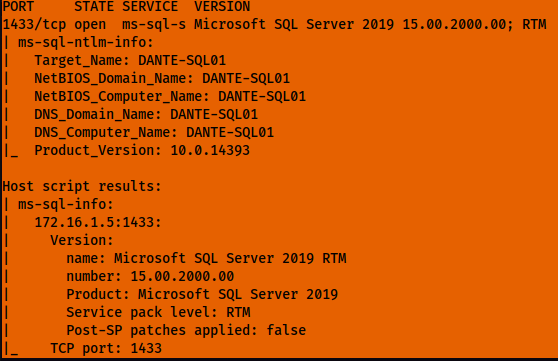 PORT     STATE SERVICE  VERSION
1433/tcp open  ms-sql-s Microsoft SQL Server 2019 15.00.2000.00; RTM
| ms-sql-ntlm-info:
|   Target_Name: DANTE-SQL01
|   NetBIOS_Domain_Name: DANTE-SQL01
|   NetBIOS_Computer_Name: DANTE-SQL01
|   DNS_Domain_Name: DANTE-SQL01
|   DNS_Computer_Name: DANTE-SQL01
|_  Product_Version: 10.0.14393

Host script results:
| ms-sql-info:
|   172.16.1.5:1433:
|     Version:
|       name: Microsoft SQL Server 2019 RTM
|       number: 15.00.2000.00
|       Product: Microsoft SQL Server 2019
|       Service pack level: RTM
|       Post-SP patches applied: false
|_    TCP port: 1433